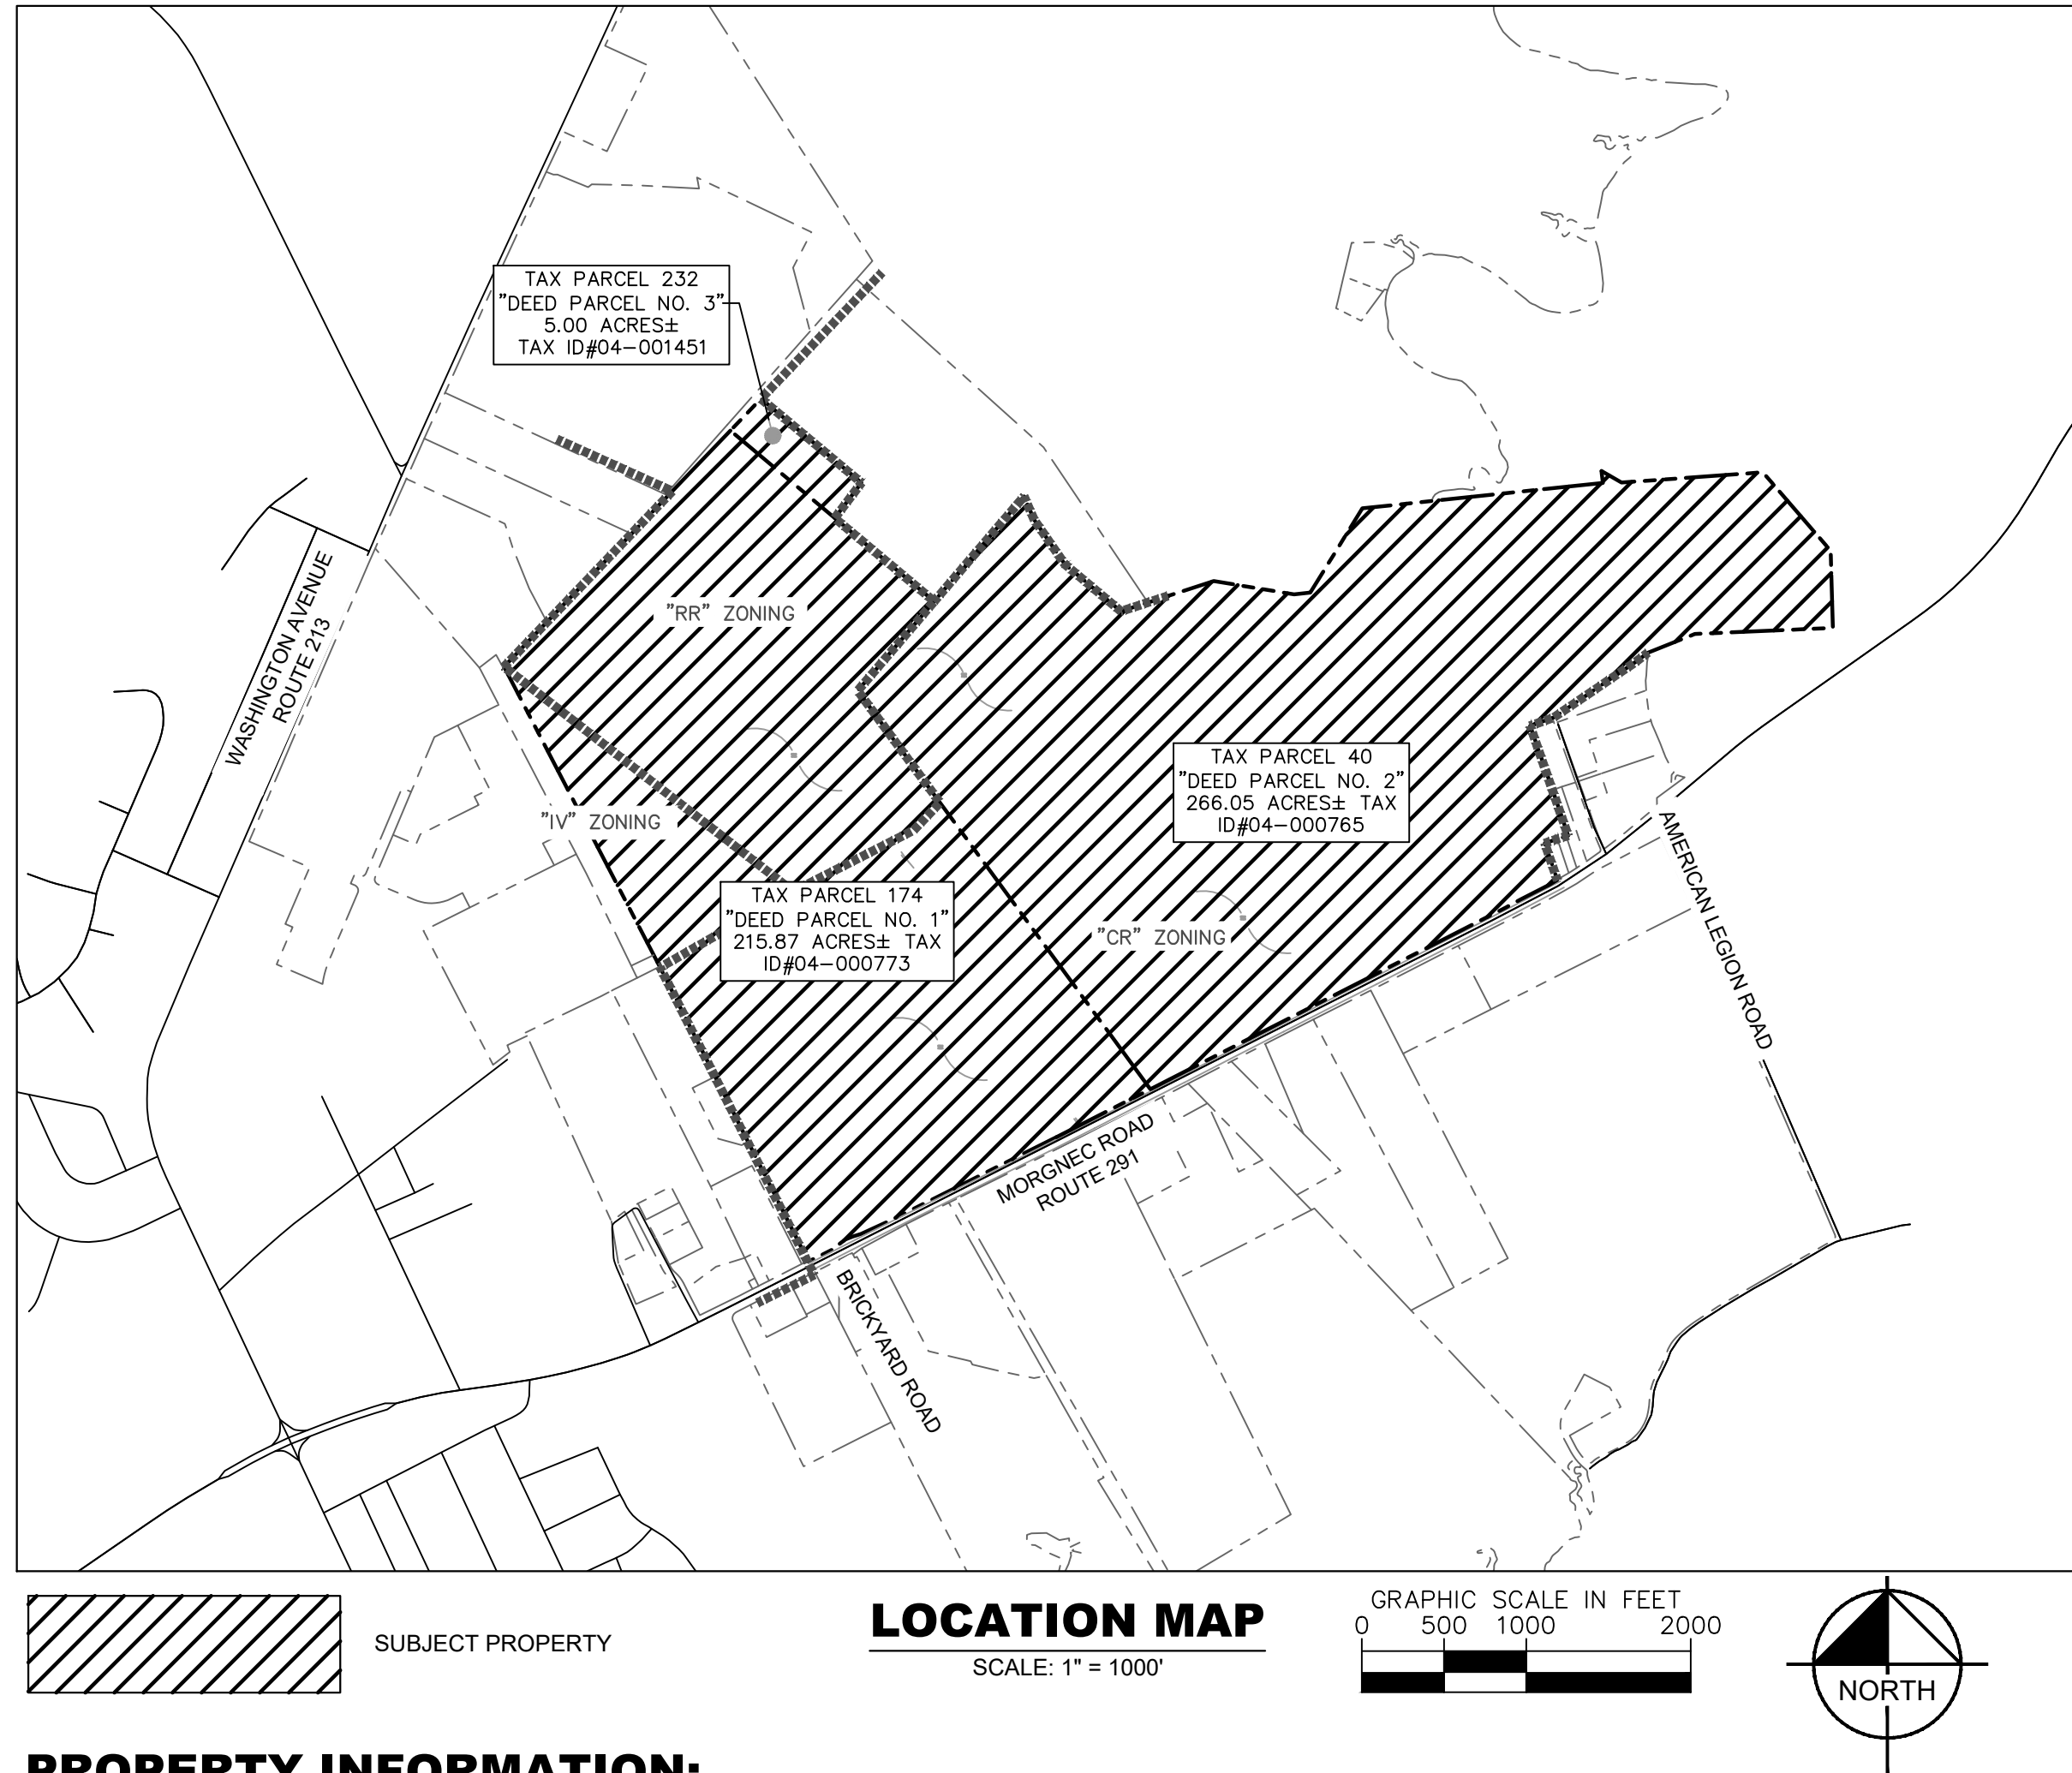 TAX PARCEL 232
"DEED PARCEL NO. 3"
5.00 ACRES±
TAX ID#04-001451
WASHINGTON AVENUE
ROUTE 213
"RR" ZONING
"IV" ZONING
TAX PARCEL 40
"DEED PARCEL NO. 2"
266.05 ACRES± TAX
ID#04-000765
TAX PARCEL 174
"DEED PARCEL NO. 1"
215.87 ACRES± TAX
ID#04-000773
"CR" ZONING
AMERICAN LEGION ROAD
MORGNEC ROAD
ROUTE 291
BRICKYARD ROAD
SUBJECT PROPERTY
LOCATION MAP
SCALE: 1" = 1000'
GRAPHIC SCALE IN FEET
0 500 1000 2000
NORTH
PROPERTY INFORMATION: